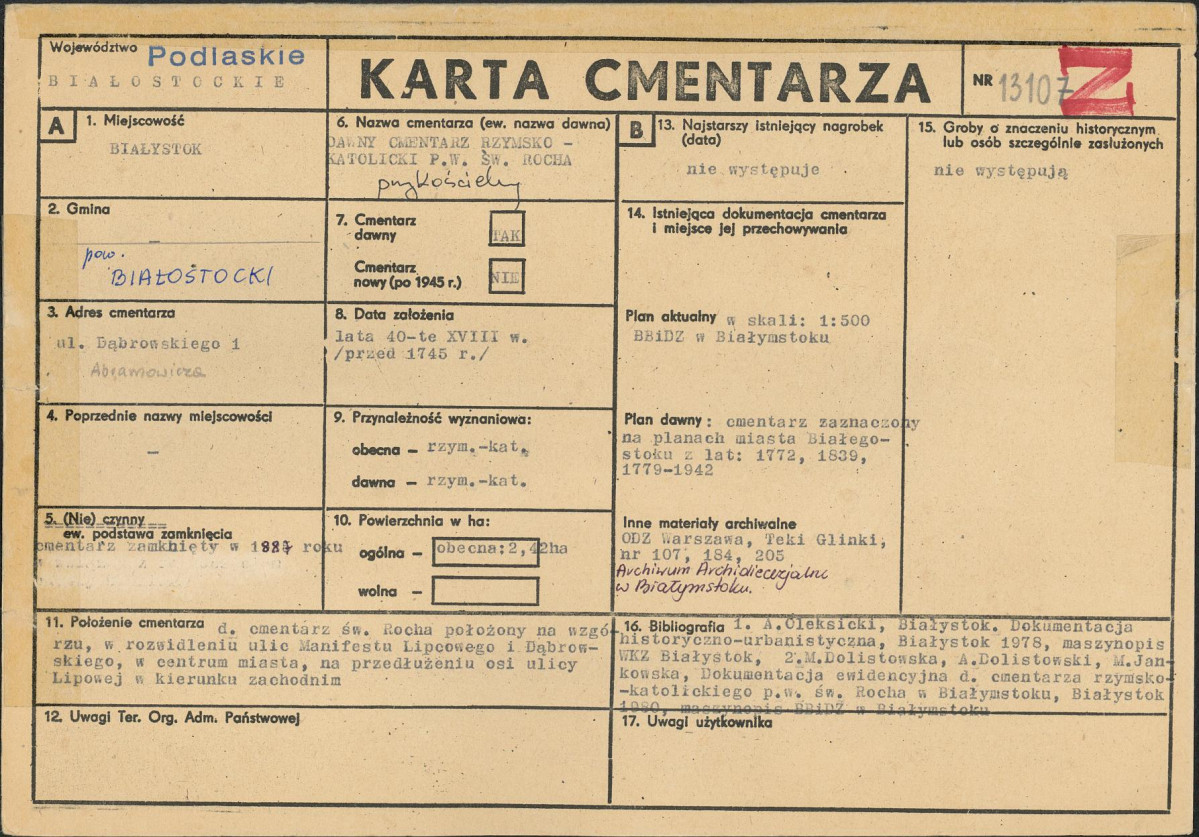 Województwo Podlaskie
BIAŁOSTOCKIE
KARTA CMENTARZA
NR 13107 Z
A
1. Miejscowość
BIAŁYSTOK
2. Gmina
—
pow.
BIAŁOSTOCKI
3. Adres cmentarza
ul. Dąbrowskiego 1
Abramowicza
4. Poprzednie nazwy miejscowości
—
5. (Nie) czynny
ew. podstawa zamknięcia
cmentarz zamknięty w 1887 roku
6. Nazwa cmentarza (ew. nazwa dawna)
DAWNY CMENTARZ RZYMSKO -
KATOLICKI P.W. ŚW. ROCHA
przykościelny
7. Cmentarz
dawny TAK
Cmentarz
nowy (po 1945 r.) NIE
8. Data założenia
lata 40-te XVIII w.
/przed 1745 r./
9. Przynależność wyznaniowa:
obecna – rzym.-kat.
dawna – rzym.-kat.
10. Powierzchnia w ha:
ogólna – obecna:2,42ha
wolna –
11. Położenie cmentarza d. cmentarz św. Rocha położony na wzgó-
rzu, w rozwidleniu ulic Manifestu Lipcowego i Dąbrow-
skiego, w centrum miasta, na przedłużeniu osi ulicy
Lipowej w kierunku zachodnim
12. Uwagi Ter. Org. Adm. Państwowej
B
13. Najstarszy istniejący nagrobek
(data)
nie występuje
14. Istniejąca dokumentacja cmentarza
i miejsce jej przechowywania
Plan aktualny w skali: 1:500
BBiDZ w Białymstoku
Plan dawny: cmentarz zaznaczony
na planach miasta Białego-
stoku z lat: 1772, 1839,
1779-1942
Inne materiały archiwalne
ODZ Warszawa, Teki Glinki,
nr 107, 184, 205
Archiwum Archidiecezjalne
w Białymstoku.
15. Groby o znaczeniu historycznym
lub osób szczególnie zasłużonych
nie występują
16. Bibliografia 1. A.Oleksicki, Białystok. Dokumentacja
historyczno-urbanistyczna, Białystok 1978, maszynopis
WKZ Białystok, 2.M.Dolistowska, A.Dolistowski, M.Jan-
kowska, Dokumentacja ewidencyjna d. cmentarza rzymsko-
-katolickiego p.w. św. Rocha w Białymstoku, Białystok
1980, maszynopis BBiDZ w Białymstoku
17. Uwagi użytkownika